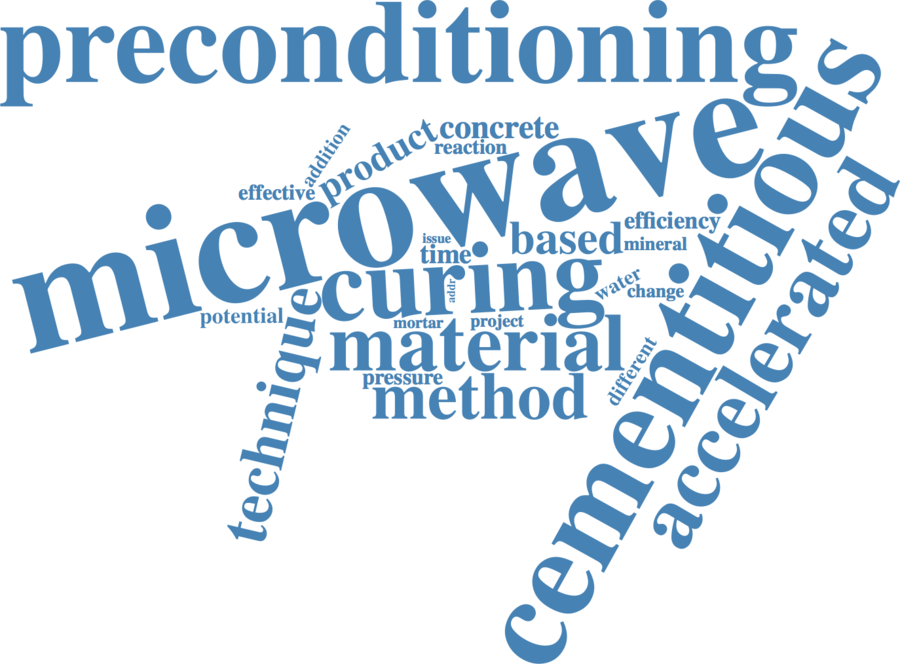 preconditioning
cementitious
microwave
accelerated
addition
product
concrete
reaction
effective
efficiency
based
mineral
issue
time
curing
addr
water
change
potential
technique
mortar
project
material
different
pressure
method